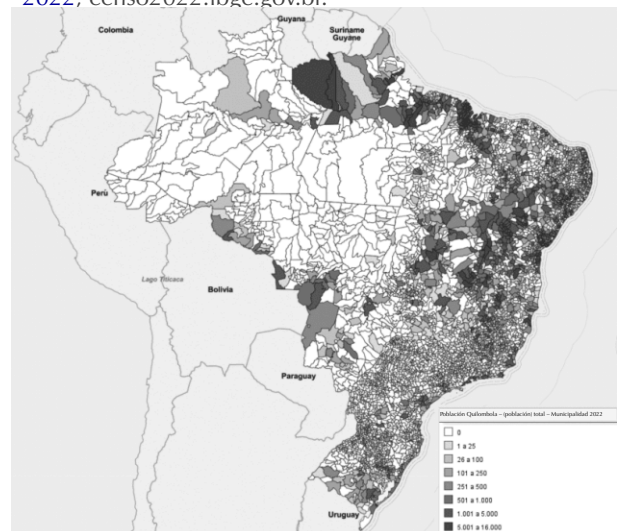 2022, censo2022.ibge.gov.br.
Colombia
Guyana
Suriname
Guyane
Perù
Lago Titicaca
Bolivia
Paraguay
Uruguay
Población Quilombola – (población) total – Municipalidad 2022
0
1 a 25
26 a 100
101 a 250
251 a 500
501 a 1.000
1.001 a 5.000
5.001 a 16.000